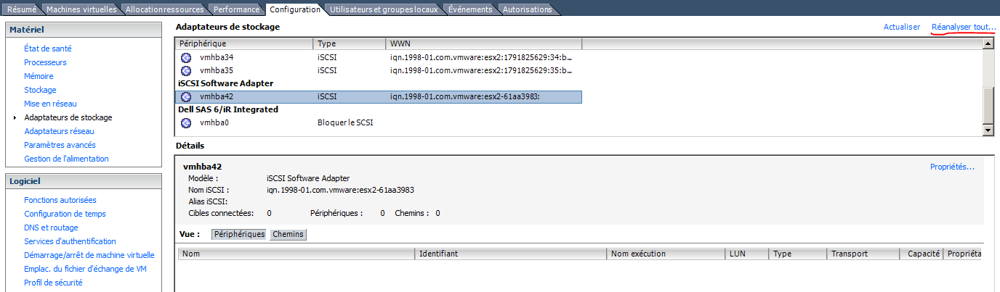 Résumé Machines virtuelles Allocation ressources Performance Configuration Utilisateurs et groupes locaux Événements Autorisations
Matériel
État de santé
Processeurs
Mémoire
Stockage
Mise en réseau
Adaptateurs de stockage
Adaptateurs réseau
Paramètres avancés
Gestion de l'alimentation
Logiciel
Fonctions autorisées
Configuration de temps
DNS et routage
Services d'authentification
Démarrage/arrêt de machine virtuelle
Emplac. du fichier d'échange de VM
Profil de sécurité
Adaptateurs de stockage Actualiser Réanalyser tout...
Périphérique Type WWN
vmhba34 iSCSI iqn.1998-01.com.vmware:esx2:1791825629:34:b...
vmhba35 iSCSI iqn.1998-01.com.vmware:esx2:1791825629:35:b...
iSCSI Software Adapter
vmhba42 iSCSI iqn.1998-01.com.vmware:esx2-61aa3983:
Dell SAS 6/iR Integrated
vmhba0 Bloquer le SCSI
Détails
vmhba42 Propriétés...
Modèle : iSCSI Software Adapter
Nom iSCSI : iqn.1998-01.com.vmware:esx2-61aa3983
Alias iSCSI:
Cibles connectées: 0 Périphériques : 0 Chemins : 0
Vue : Périphériques Chemins
Nom Identifiant Nom exécution LUN Type Transport Capacité Propriéta